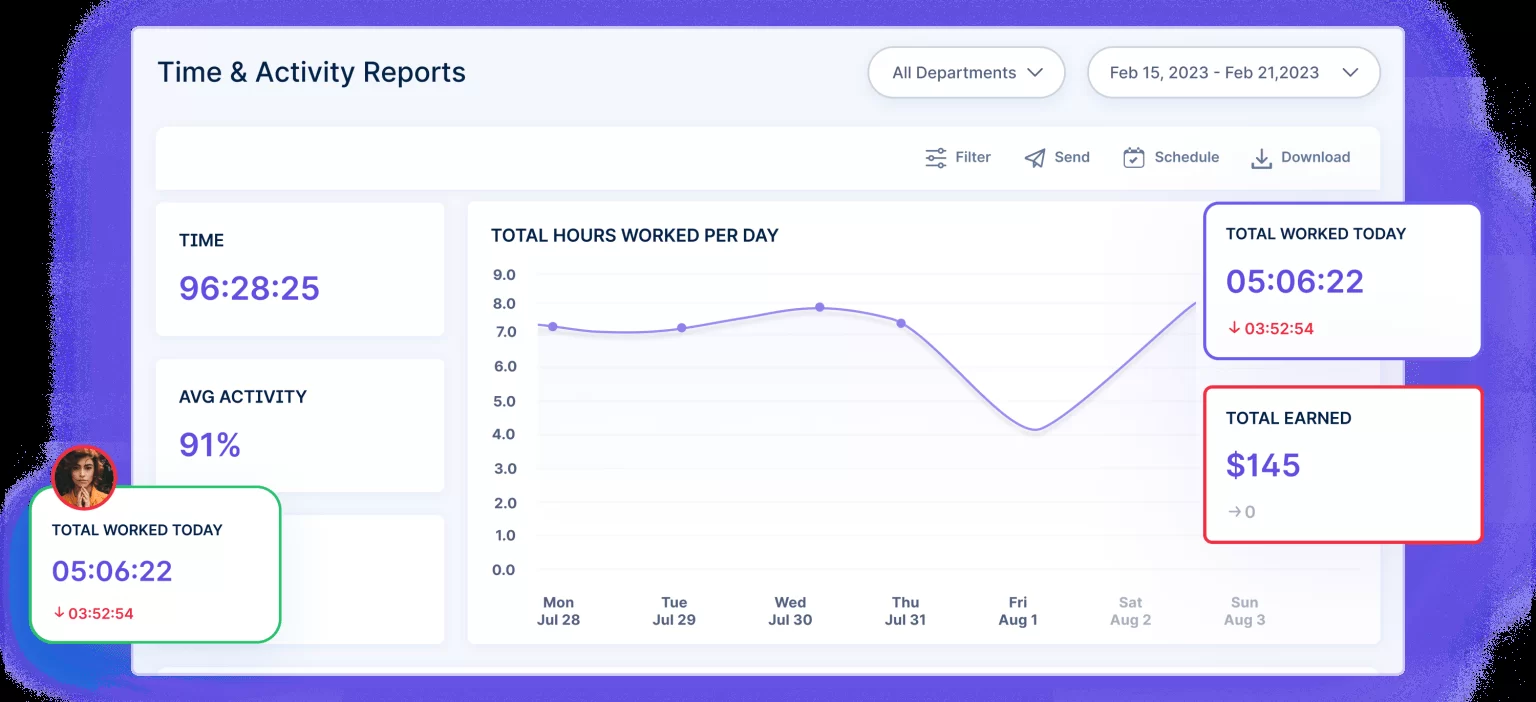 Time & Activity Reports
All Departments
Feb 15, 2023 - Feb 21,2023
Filter
Send
Schedule
Download
TIME
96:28:25
AVG ACTIVITY
91%
TOTAL WORKED TODAY
05:06:22
↓ 03:52:54
TOTAL HOURS WORKED PER DAY
9.0
8.0
7.0
6.0
5.0
4.0
3.0
2.0
1.0
0.0
Mon
Jul 28
Tue
Jul 29
Wed
Jul 30
Thu
Jul 31
Fri
Aug 1
Sat
Aug 2
Sun
Aug 3
TOTAL WORKED TODAY
05:06:22
↓ 03:52:54
TOTAL EARNED
$145
→ 0